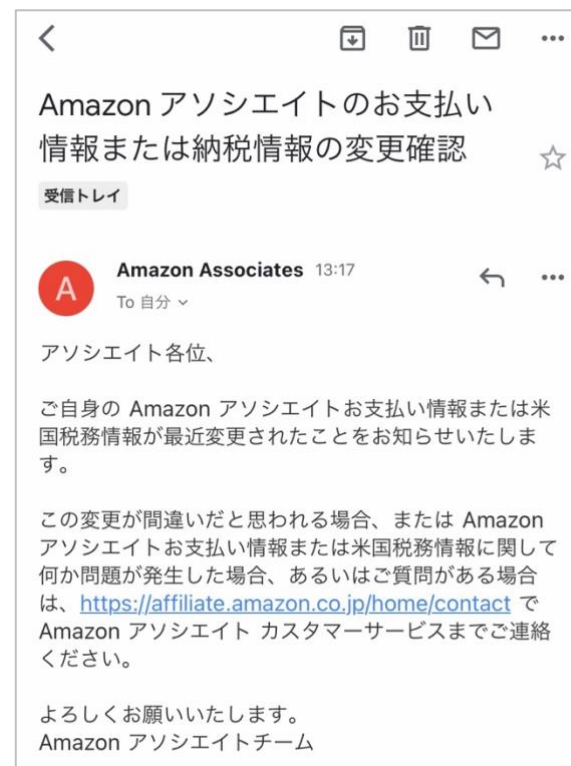 Amazon アソシエイトのお支払い
情報または納税情報の変更確認
受信トレイ
A
Amazon Associates 13:17
To 自分
アソシエイト各位、
ご自身の Amazon アソシエイトお支払い情報または米
国税務情報が最近変更されたことをお知らせいたしま
す。
この変更が間違いだと思われる場合、または Amazon
アソシエイトお支払い情報または米国税務情報に関して
何か問題が発生した場合、あるいはご質問がある場合
は、https://affiliate.amazon.co.jp/home/contact で
Amazon アソシエイト カスタマーサービスまでご連絡
ください。
よろしくお願いいたします。
Amazon アソシエイトチーム